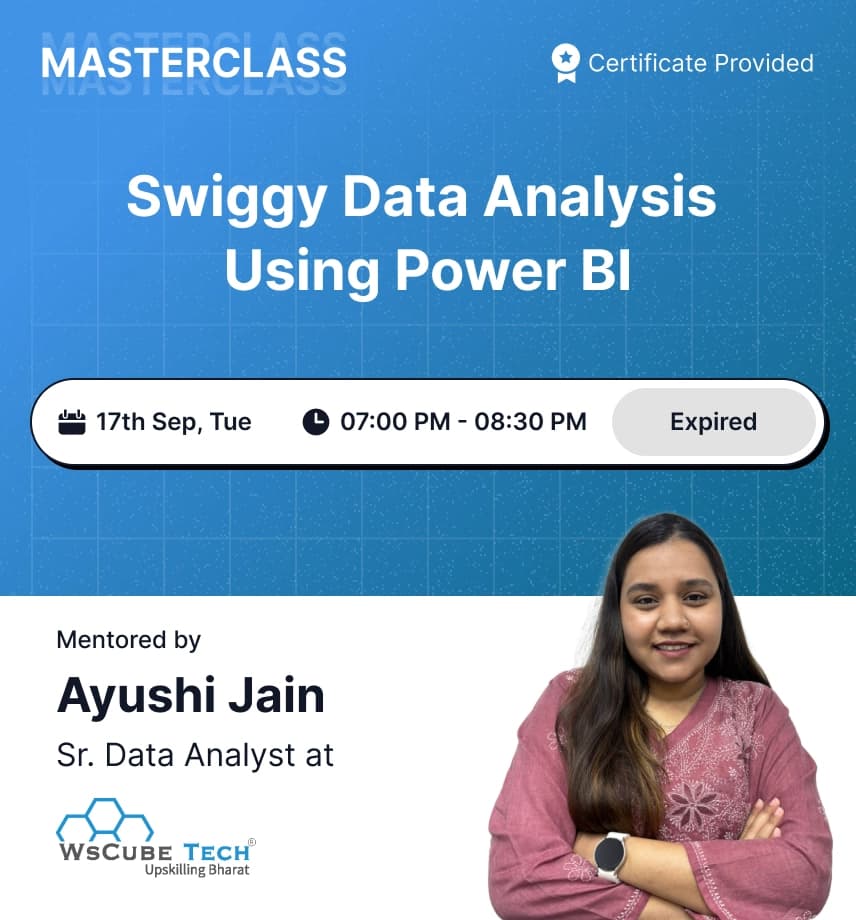 MASTERCLASS
Certificate Provided
Swiggy Data Analysis
Using Power BI
17th Sep, Tue
07:00 PM - 08:30 PM
Expired
Mentored by
Ayushi Jain
Sr. Data Analyst at
WSCUBE TECH®
Upskilling Bharat